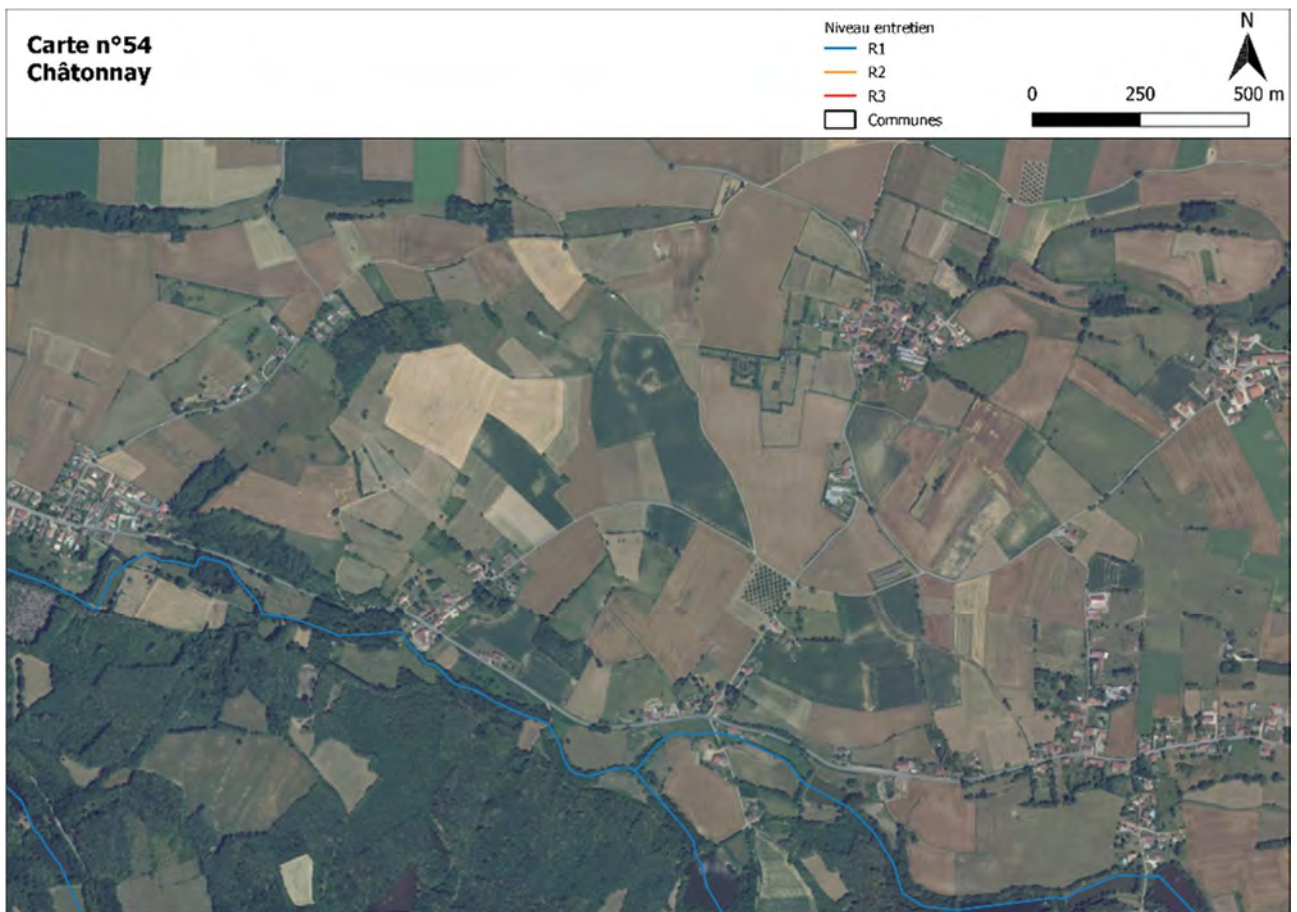 Carte n°54
Châtonnay
Niveau entretien
R1
R2
R3
Communes
N
0 250 500 m